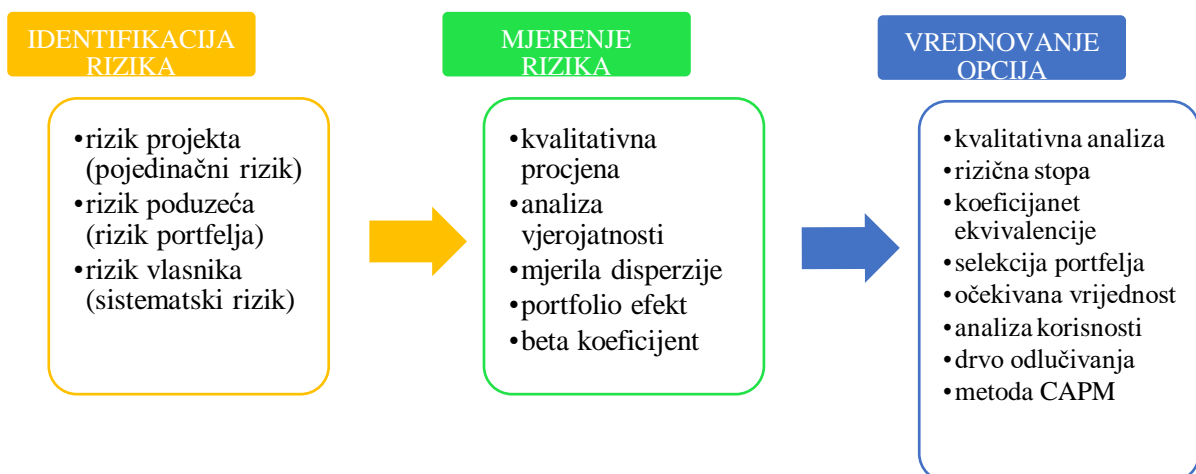 IDENTIFIKACIJA
RIZIKA
•rizik projekta
(pojedinačni rizik)
•rizik poduzeća
(rizik portfelja)
•rizik vlasnika
(sistematski rizik)
MJERENJE
RIZIKA
•kvalitativna
procjena
•analiza
vjerojatnosti
•mjerila disperzije
•portfolio efekt
•beta koeficijent
VREDNOVANJE
OPCIJA
•kvalitativna analiza
•rizična stopa
•koeficijanet
ekvivalencije
•selekcija portfelja
•očekivana vrijednost
•analiza korisnosti
•drvo odlučivanja
•metoda CAPM